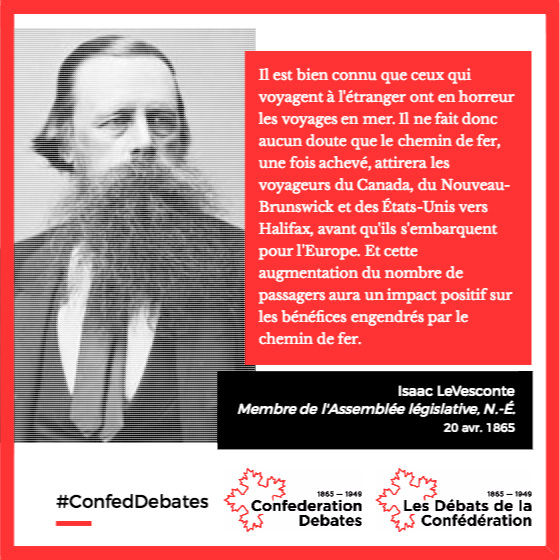 Il est bien connu que ceux qui
voyagent à l'étranger ont en horreur
les voyages en mer. Il ne fait donc
aucun doute que le chemin de fer,
une fois achevé, attirera les
voyageurs du Canada, du Nouveau-
Brunswick et des États-Unis vers
Halifax, avant qu'ils s'embarquent
pour l'Europe. Et cette
augmentation du nombre de
passagers aura un impact positif sur
les bénéfices engendrés par le
chemin de fer.
Isaac LeVesconte
Membre de l'Assemblée législative, N.-É.
20 avr. 1865
#ConfedDebates
1865 — 1949
Confederation
Debates
1865 — 1949
Les Débats de la
Confédération